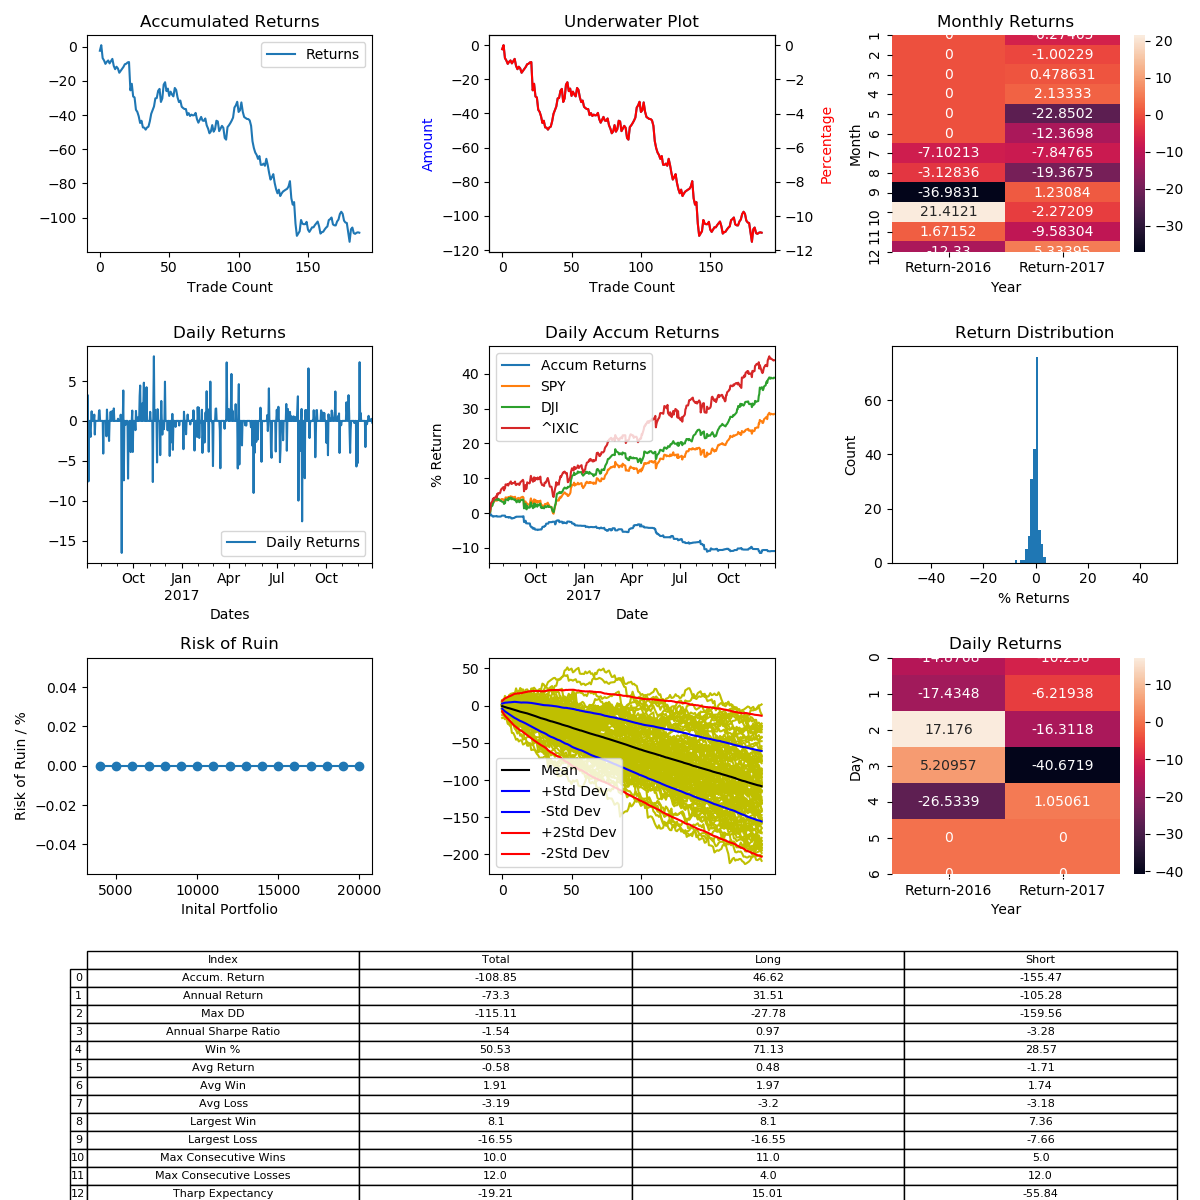 Accumulated Returns
Returns
0
−20
−40
−60
−80
−100
0 50 100 150
Trade Count
Underwater Plot
Amount
0
−20
−40
−60
−80
−100
−120
0
−2
−4
−6
−8
−10
−12
Percentage
0 50 100 150
Trade Count
Monthly Returns
Month
1 0
2 0 -1.00229
3 0 0.478631
4 0 2.13333
5 0 -22.8502
6 0 -12.3698
7 -7.10213 -7.84765
8 -3.12836 -19.3675
9 -36.9831 1.23084
10 21.4121 -2.27209
11 1.67152 -9.58304
12 -12.33 5.33395
Return-2016 Return-2017
Year
20
10
0
−10
−20
−30
Daily Returns
5
0
−5
−10
−15
Daily Returns
Oct Jan Apr Jul Oct
2017
Dates
Daily Accum Returns
% Return
40
30
20
10
0
−10
Accum Returns
SPY
DJI
^IXIC
Oct Jan Apr Jul Oct
2017
Date
Return Distribution
Count
60
40
20
0
−40 −20 0 20 40
% Returns
Risk of Ruin
Risk of Ruin / %
0.04
0.02
0.00
−0.02
−0.04
5000 10000 15000 20000
Inital Portfolio
50
0
−50
−100
−150
−200
Mean
+Std Dev
-Std Dev
+2Std Dev
-2Std Dev
0 50 100 150
Daily Returns
Day
0
1 -17.4348 -6.21938
2 17.176 -16.3118
3 5.20957 -40.6719
4 -26.5339 1.05061
5 0 0
6 0 0
Return-2016 Return-2017
Year
10
0
−10
−20
−30
−40
Index Total Long Short
0 Accum. Return -108.85 46.62 -155.47
1 Annual Return -73.3 31.51 -105.28
2 Max DD -115.11 -27.78 -159.56
3 Annual Sharpe Ratio -1.54 0.97 -3.28
4 Win % 50.53 71.13 28.57
5 Avg Return -0.58 0.48 -1.71
6 Avg Win 1.91 1.97 1.74
7 Avg Loss -3.19 -3.2 -3.18
8 Largest Win 8.1 8.1 7.36
9 Largest Loss -16.55 -16.55 -7.66
10 Max Consecutive Wins 10.0 11.0 5.0
11 Max Consecutive Losses 12.0 4.0 12.0
12 Tharp Expectancy -19.21 15.01 -55.84